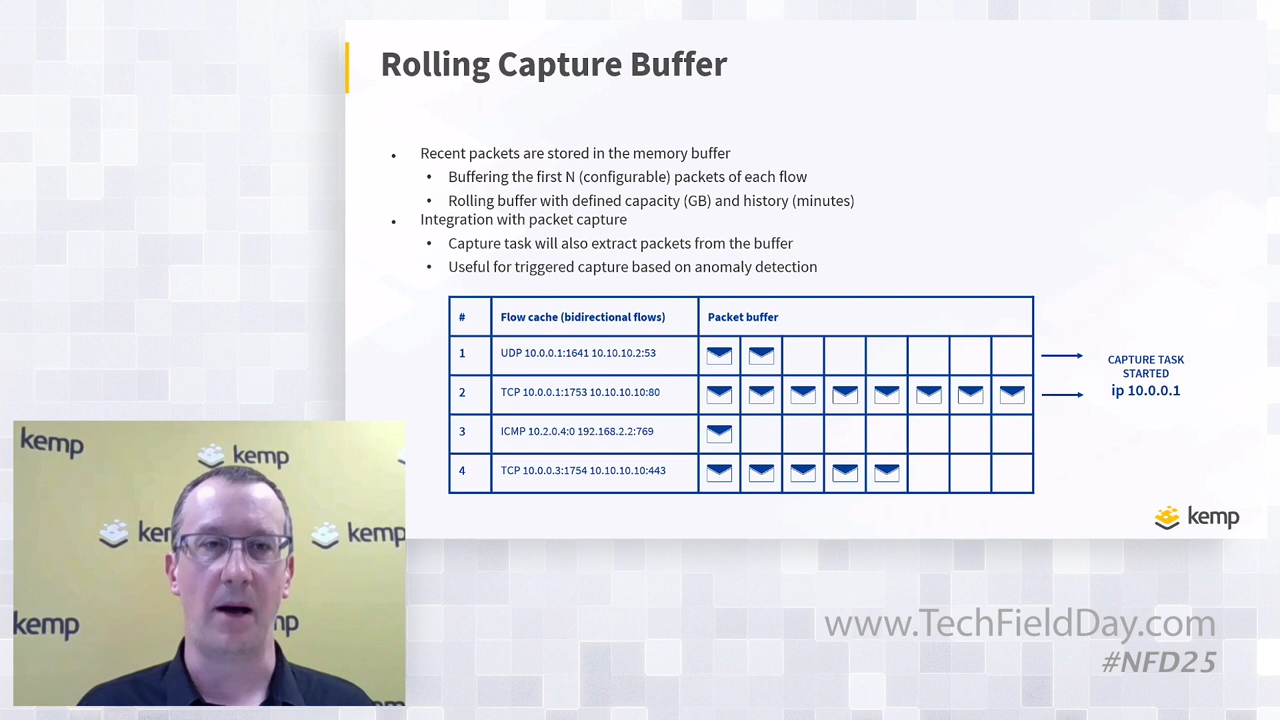 Rolling Capture Buffer
• Recent packets are stored in the memory buffer
• Buffering the first N (configurable) packets of each flow
• Rolling buffer with defined capacity (GB) and history (minutes)
• Integration with packet capture
• Capture task will also extract packets from the buffer
• Useful for triggered capture based on anomaly detection
# Flow cache (bidirectional flows) Packet buffer
1 UDP 10.0.0.1:1641 10.10.10.2:53
2 TCP 10.0.0.1:1753 10.10.10.10:80
3 ICMP 10.2.0.4:0 192.168.2.2:769
4 TCP 10.0.0.3:1754 10.10.10.10:443
CAPTURE TASK
STARTED
ip 10.0.0.1
kemp
kemp
kemp
kemp
kemp
www.TechFieldDay.com
#NFD25